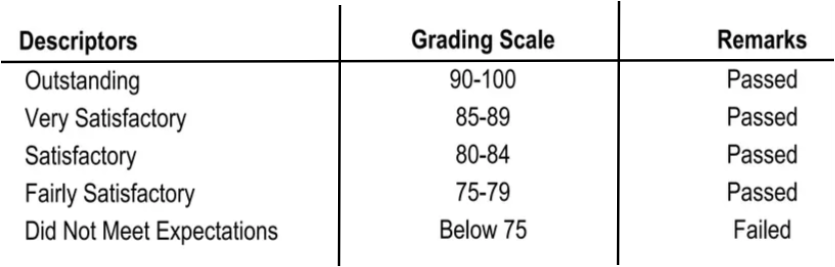 Descriptors Grading Scale Remarks
Outstanding 90-100 Passed
Very Satisfactory 85-89 Passed
Satisfactory 80-84 Passed
Fairly Satisfactory 75-79 Passed
Did Not Meet Expectations Below 75 Failed